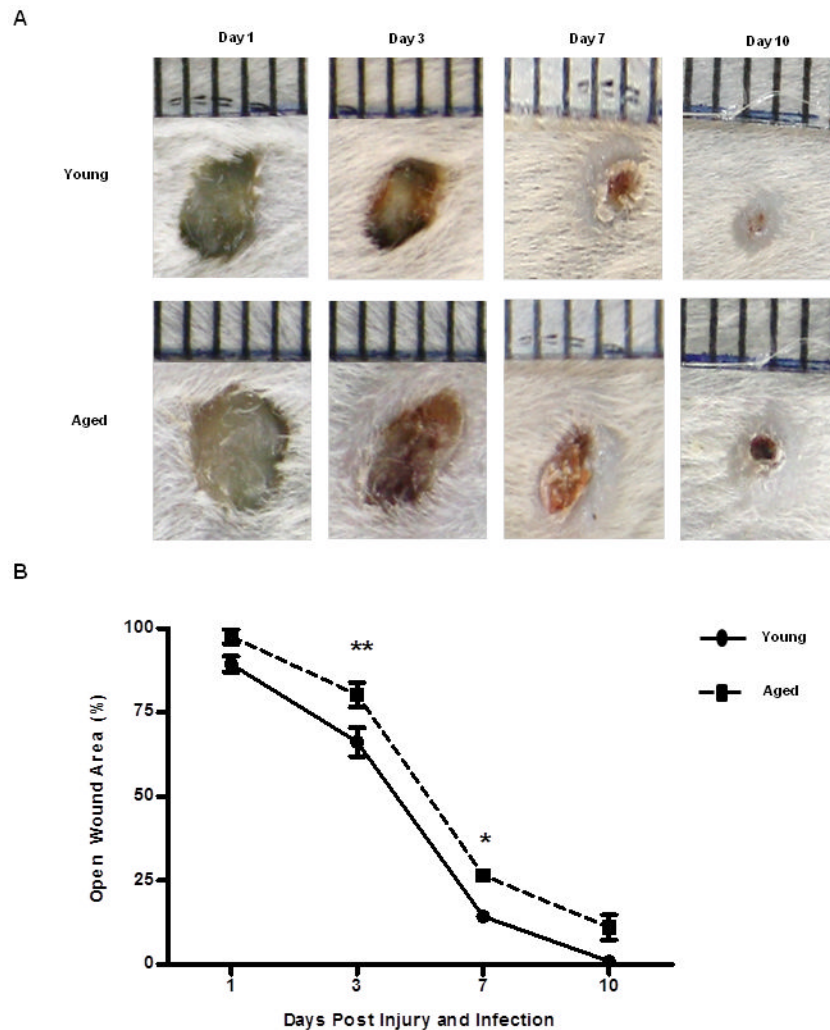 A
Day 1 Day 3 Day 7 Day 10
Young
Aged
B
100
75
50
25
0
Open Wound Area (%)
**
*
1 3 7 10
Days Post Injury and Infection
Young
Aged